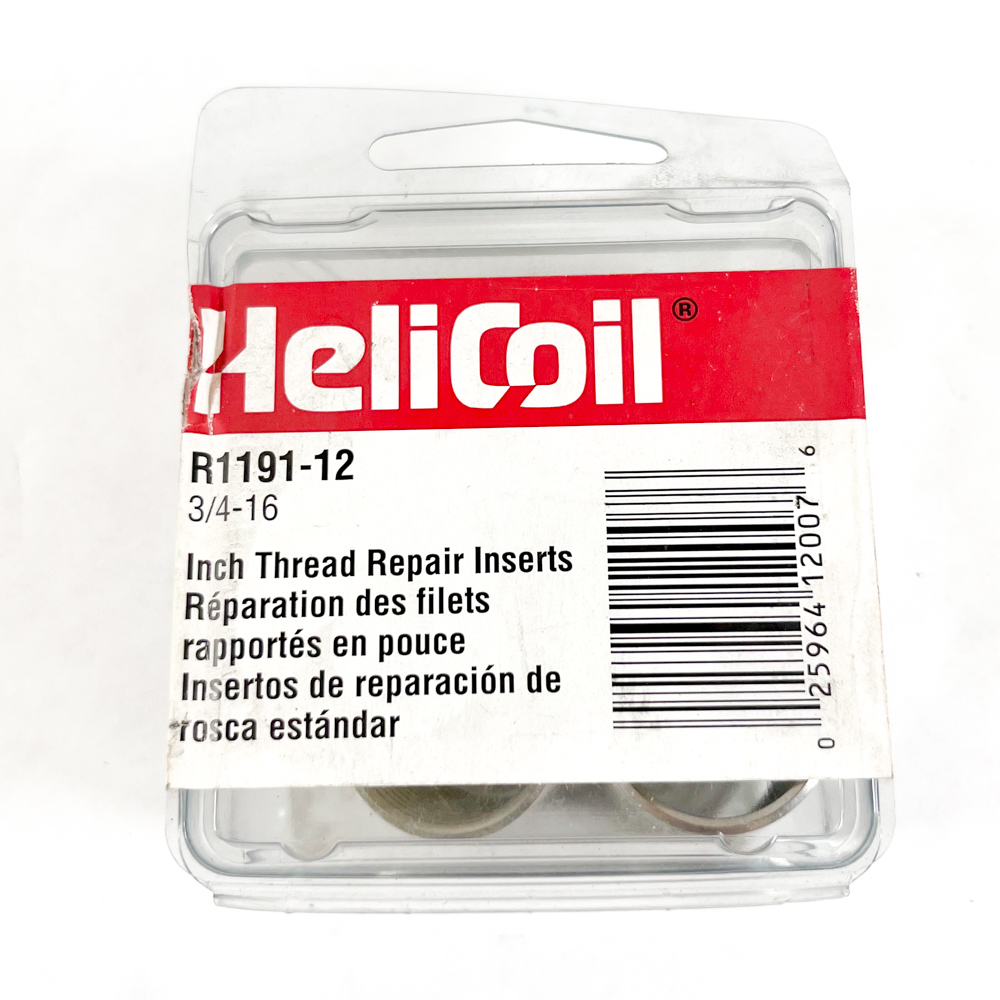 HeliCoil®
R1191-12
3/4-16
Inch Thread Repair Inserts
Réparation des filets
rapportés en pouce
Insertos de reparación de
rosca estándar
0 25964 12007 6